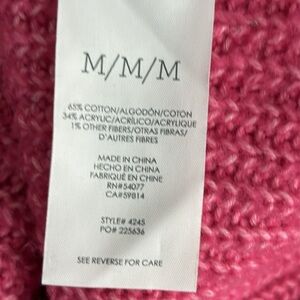 M/M/M
65% COTTON/ALGODÓN/COTON
34% ACRYLIC/ACRÍLICO/ACRYLIQUE
1% OTHER FIBERS/OTRAS FIBRAS/
D'AUTRES FIBRES
MADE IN CHINA
HECHO EN CHINA
FABRIQUÉ EN CHINE
RN#54077
CA#59814
STYLE# 4245
PO# 225636
SEE REVERSE FOR CARE